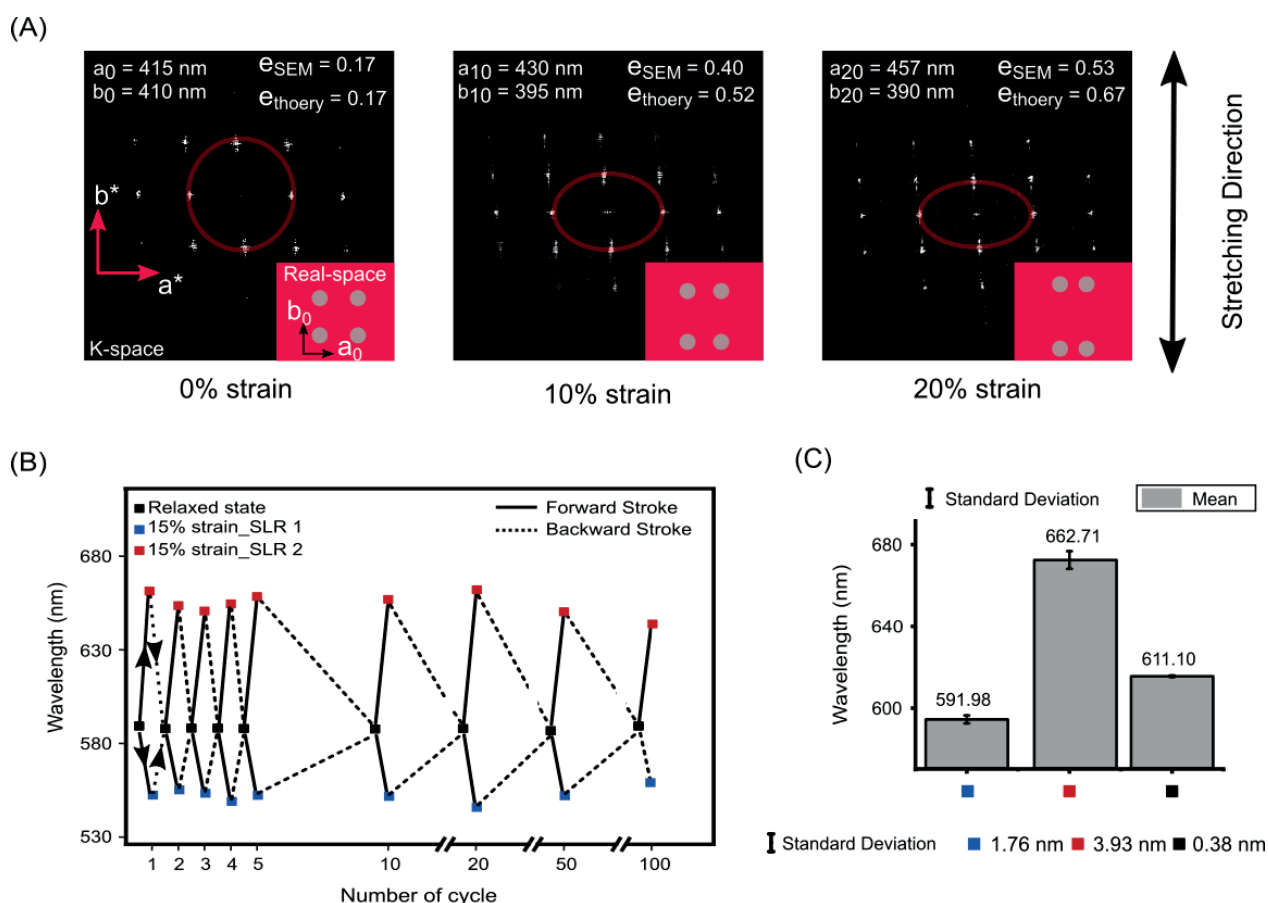 (A)
a0 = 415 nm
b0 = 410 nm
eSEM = 0.17
ethoery = 0.17
b*
a*
Real-space
b0
a0
K-space
0% strain
a10 = 430 nm
b10 = 395 nm
eSEM = 0.40
ethoery = 0.52
10% strain
a20 = 457 nm
b20 = 390 nm
eSEM = 0.53
ethoery = 0.67
20% strain
Stretching Direction
(B)
Relaxed state
15% strain_SLR 1
15% strain_SLR 2
Forward Stroke
Backward Stroke
Wavelength (nm)
680
630
580
530
1 2 3 4 5 10 20 50 100
Number of cycle
(C)
Standard Deviation
Mean
Wavelength (nm)
680
640
600
591.98
662.71
611.10
Standard Deviation 1.76 nm 3.93 nm 0.38 nm